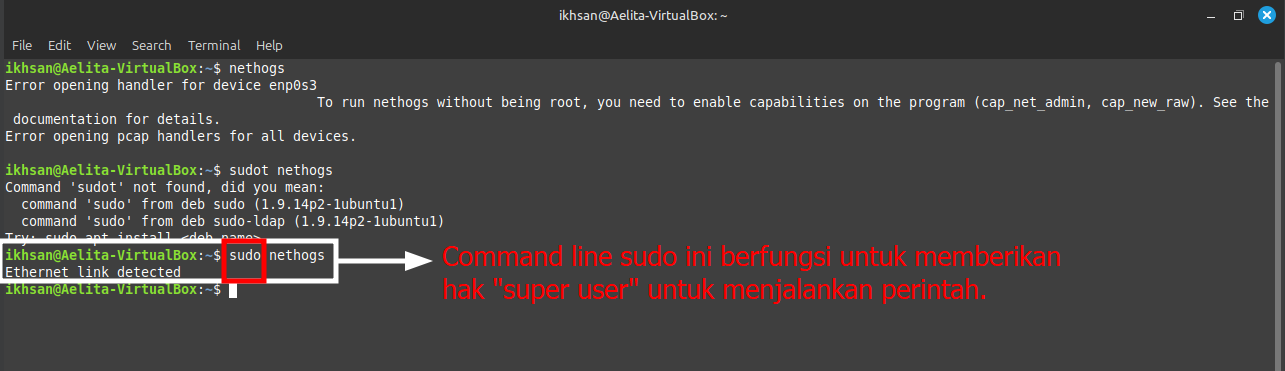 ikhsan@Aelita-VirtualBox: ~
File Edit View Search Terminal Help
ikhsan@Aelita-VirtualBox:~$ nethogs
Error opening handler for device enp0s3
To run nethogs without being root, you need to enable capabilities on the program (cap_net_admin, cap_new_raw). See the
documentation for details.
Error opening pcap handlers for all devices.
ikhsan@Aelita-VirtualBox:~$ sudot nethogs
Command 'sudot' not found, did you mean:
command 'sudo' from deb sudo (1.9.14p2-1ubuntu1)
command 'sudo' from deb sudo-ldap (1.9.14p2-1ubuntu1)
Try: sudo apt install <deb name>
ikhsan@Aelita-VirtualBox:~$ sudo nethogs
Ethernet link detected
ikhsan@Aelita-VirtualBox:~$
Command line sudo ini berfungsi untuk memberikan
hak "super user" untuk menjalankan perintah.